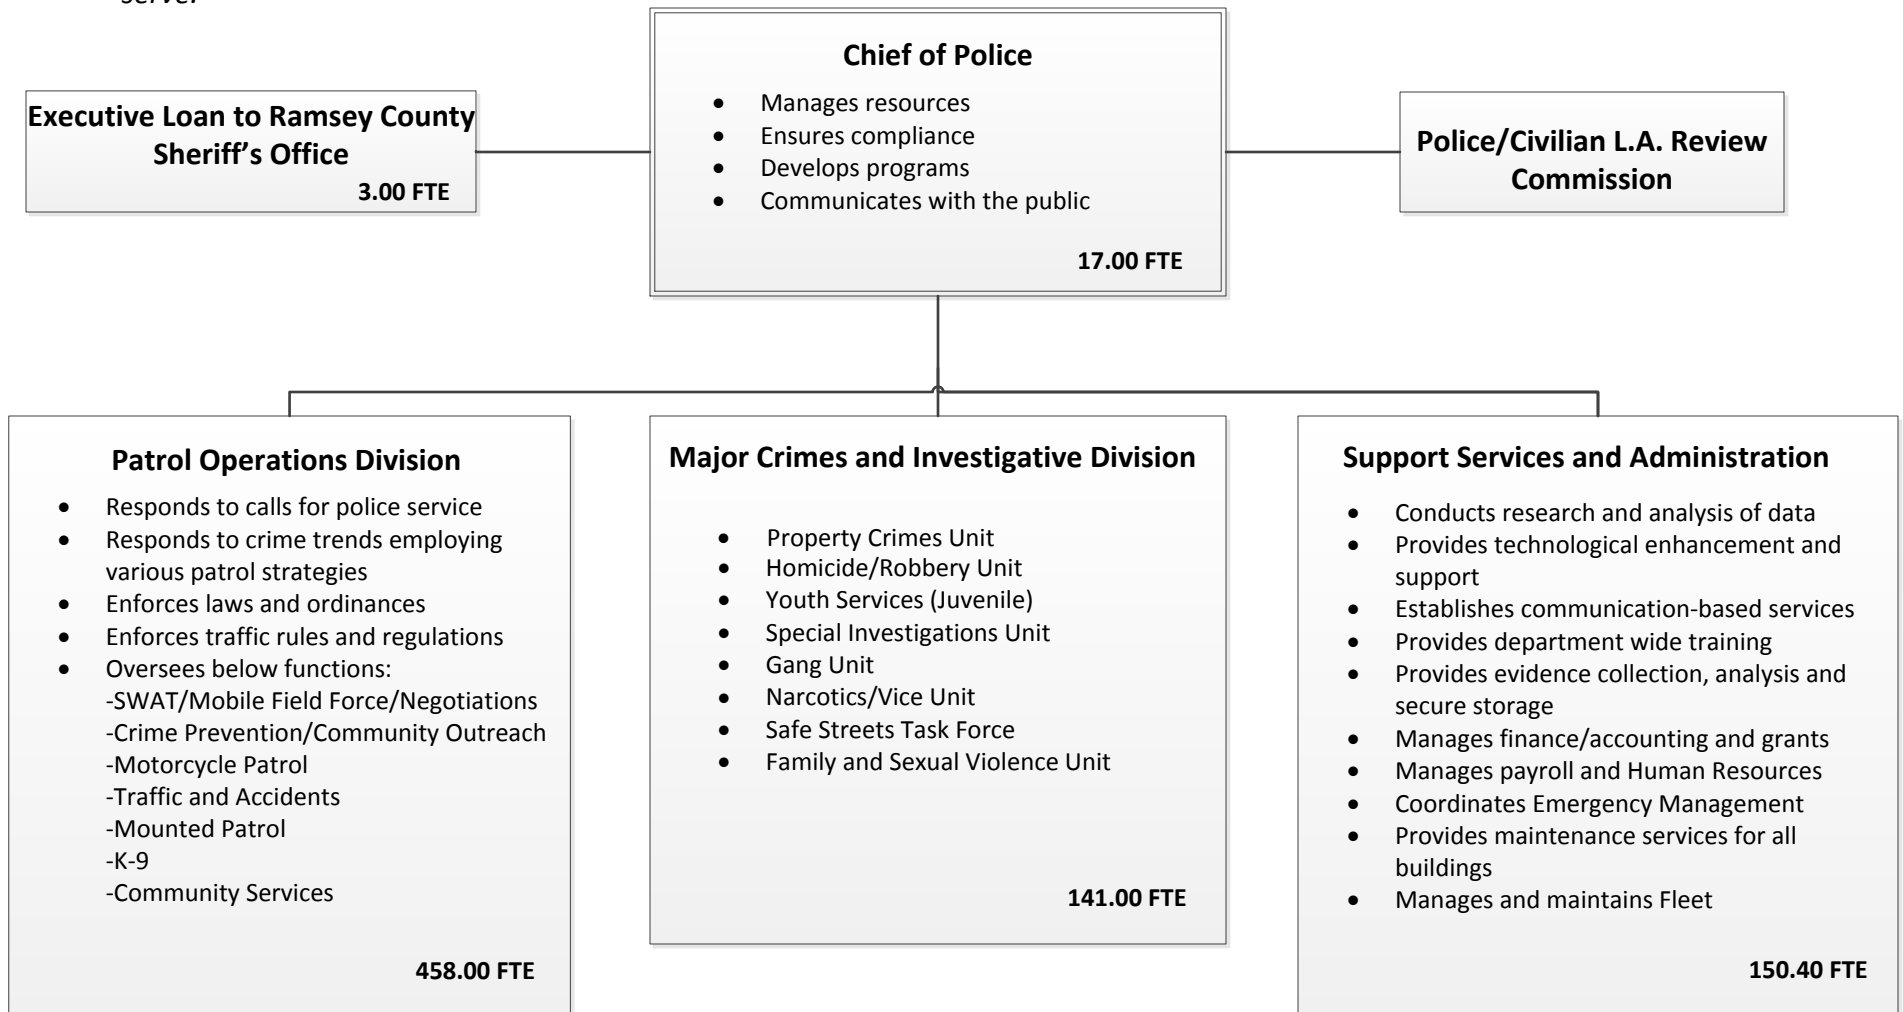 serve.
Chief of Police
• Manages resources
• Ensures compliance
• Develops programs
• Communicates with the public
17.00 FTE
Executive Loan to Ramsey County
Sheriff's Office
3.00 FTE
Police/Civilian I.A. Review
Commission
Patrol Operations Division
• Responds to calls for police service
• Responds to crime trends employing
various patrol strategies
• Enforces laws and ordinances
• Enforces traffic rules and regulations
• Oversees below functions:
-SWAT/Mobile Field Force/Negotiations
-Crime Prevention/Community Outreach
-Motorcycle Patrol
-Traffic and Accidents
-Mounted Patrol
-K-9
-Community Services
458.00 FTE
Major Crimes and Investigative Division
• Property Crimes Unit
• Homicide/Robbery Unit
• Youth Services (Juvenile)
• Special Investigations Unit
• Gang Unit
• Narcotics/Vice Unit
• Safe Streets Task Force
• Family and Sexual Violence Unit
141.00 FTE
Support Services and Administration
• Conducts research and analysis of data
• Provides technological enhancement and
support
• Establishes communication-based services
• Provides department wide training
• Provides evidence collection, analysis and
secure storage
• Manages finance/accounting and grants
• Manages payroll and Human Resources
• Coordinates Emergency Management
• Provides maintenance services for all
buildings
• Manages and maintains Fleet
150.40 FTE